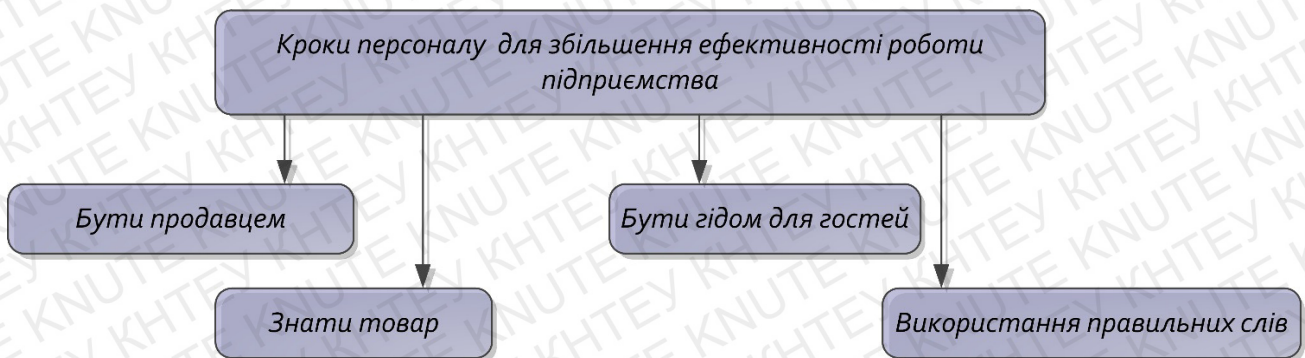 Кроки персоналу для збільшення ефективності роботи
підприємства
Бути продавцем
Бути гідом для гостей
Знати товар
Використання правильних слів